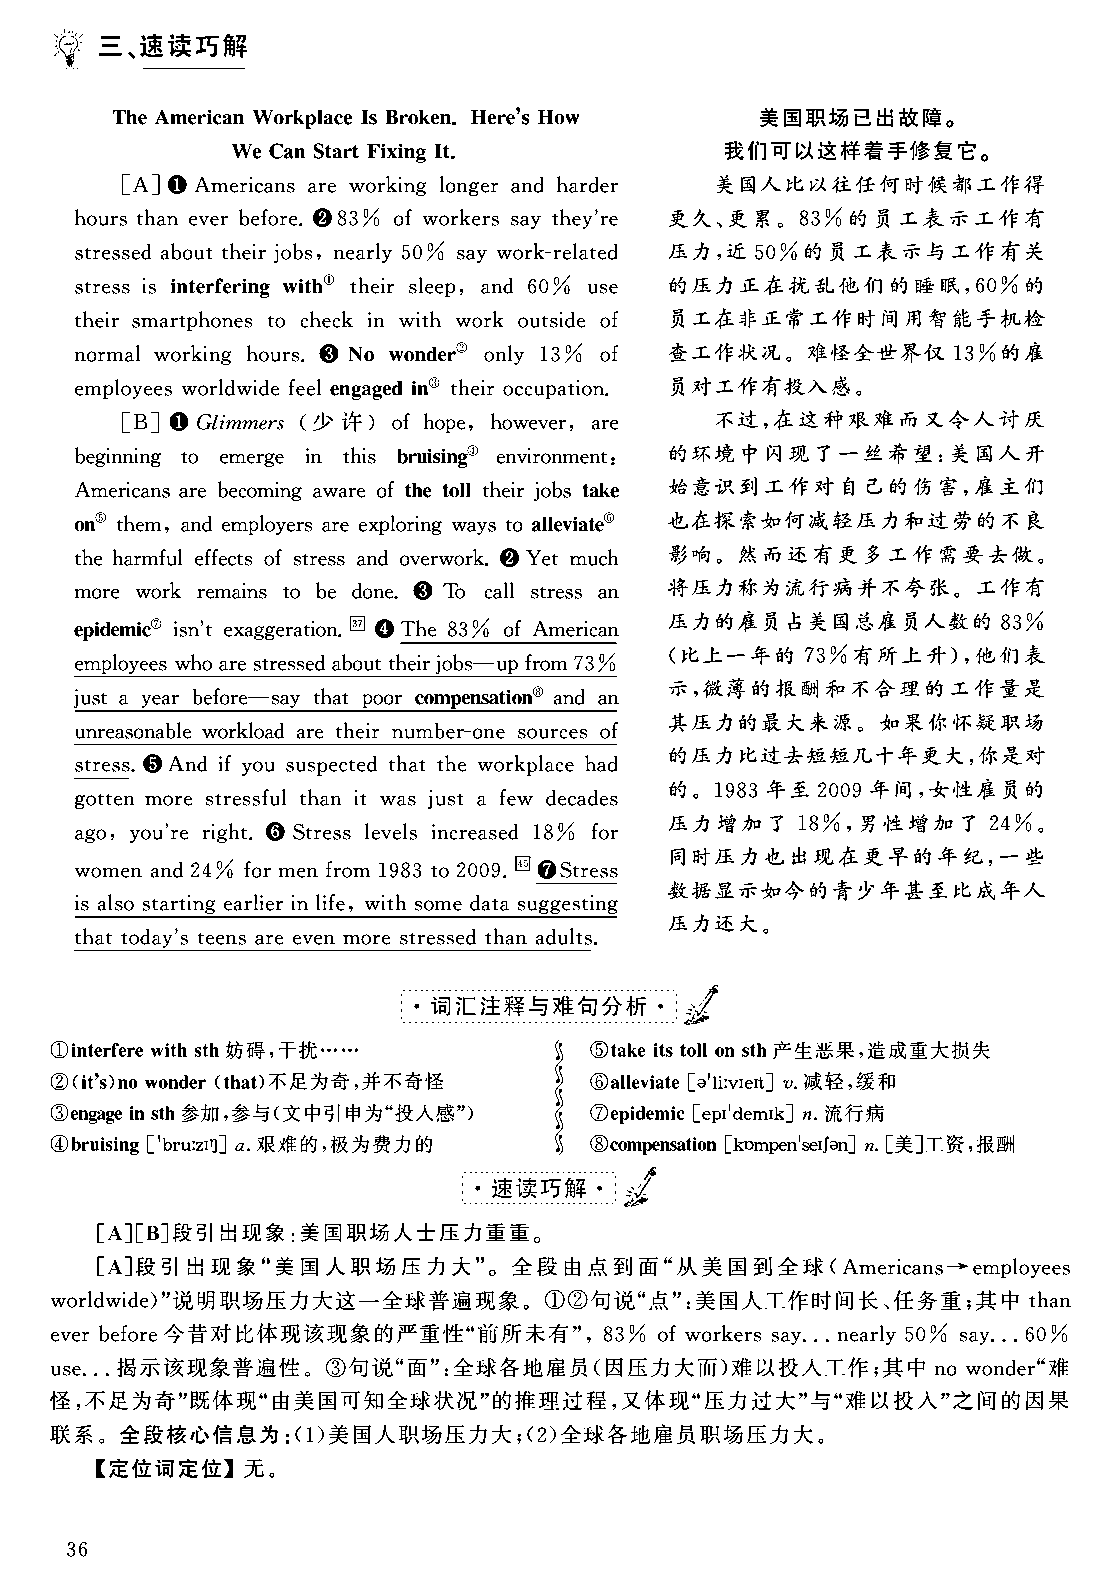 三、速读巧解
The American Workplace Is Broken. Here's How
We Can Start Fixing It.
[A]❶ Americans are working longer and harder
hours than ever before. ❷83% of workers say they're
stressed about their jobs, nearly 50% say work-related
stress is interfering with① their sleep, and 60% use
their smartphones to check in with work outside of
normal working hours. ❸ No wonder② only 13% of
employees worldwide feel engaged in③ their occupation.
[B] ❶ Glimmers (少许) of hope, however, are
beginning to emerge in this bruising④ environment:
Americans are becoming aware of the toll their jobs take
on⑤ them, and employers are exploring ways to alleviate⑥
the harmful effects of stress and overwork. ❷ Yet much
more work remains to be done. ❸ To call stress an
epidemic⑦ isn't exaggeration. 37 ❹ The 83% of American
employees who are stressed about their jobs—up from 73%
just a year before—say that poor compensation⑧ and an
unreasonable workload are their number-one sources of
stress. ❺ And if you suspected that the workplace had
gotten more stressful than it was just a few decades
ago, you're right. ❻ Stress levels increased 18% for
women and 24% for men from 1983 to 2009. 45 ❼Stress
is also starting earlier in life, with some data suggesting
that today's teens are even more stressed than adults.
美国职场已出故障。
我们可以这样着手修复它。
美国人比以往任何时候都工作得
更久、更累。83%的员工表示工作有
压力,近50%的员工表示与工作有关
的压力正在扰乱他们的睡眠,60%的
员工在非正常工作时间用智能手机检
查工作状况。难怪全世界仅13%的雇
员对工作有投入感。
不过,在这种艰难而又令人讨厌
的环境中闪现了一丝希望:美国人开
始意识到工作对自己的伤害,雇主们
也在探索如何减轻压力和过劳的不良
影响。然而还有更多工作需要去做。
将压力称为流行病并不夸张。工作有
压力的雇员占美国总雇员人数的83%
(比上一年的73%有所上升),他们表
示,微薄的报酬和不合理的工作量是
其压力的最大来源。如果你怀疑职场
的压力比过去短短几十年更大,你是对
的。1983年至2009年间,女性雇员的
压力增加了18%,男性增加了24%。
同时压力也出现在更早的年纪,一些
数据显示如今的青少年甚至比成年人
压力还大。
·词汇注释与难句分析·
①interfere with sth 妨碍,干扰……
②(it's)no wonder (that)不足为奇,并不奇怪
③engage in sth 参加,参与(文中引申为“投入感”)
④bruising [ˈbruːzɪŋ] a. 艰难的,极为费力的
⑤take its toll on sth 产生恶果,造成重大损失
⑥alleviate [əˈliːvɪeɪt] v. 减轻,缓和
⑦epidemic [epɪˈdemɪk] n. 流行病
⑧compensation [kɒmpenˈseɪʃən] n. [美]工资,报酬
·速读巧解·
[A][B]段引出现象:美国职场人士压力重重。
[A]段引出现象“美国人职场压力大”。全段由点到面“从美国到全球(Americans→employees
worldwide)”说明职场压力大这一全球普遍现象。①②句说“点”:美国人工作时间长、任务重;其中 than
ever before 今昔对比体现该现象的严重性“前所未有”, 83% of workers say... nearly 50% say...60%
use...揭示该现象普遍性。③句说“面”:全球各地雇员(因压力大而)难以投入工作;其中 no wonder“难
怪,不足为奇”既体现“由美国可知全球状况”的推理过程,又体现“压力过大”与“难以投入”之间的因果
联系。全段核心信息为:(1)美国人职场压力大;(2)全球各地雇员职场压力大。
【定位词定位】无。
36